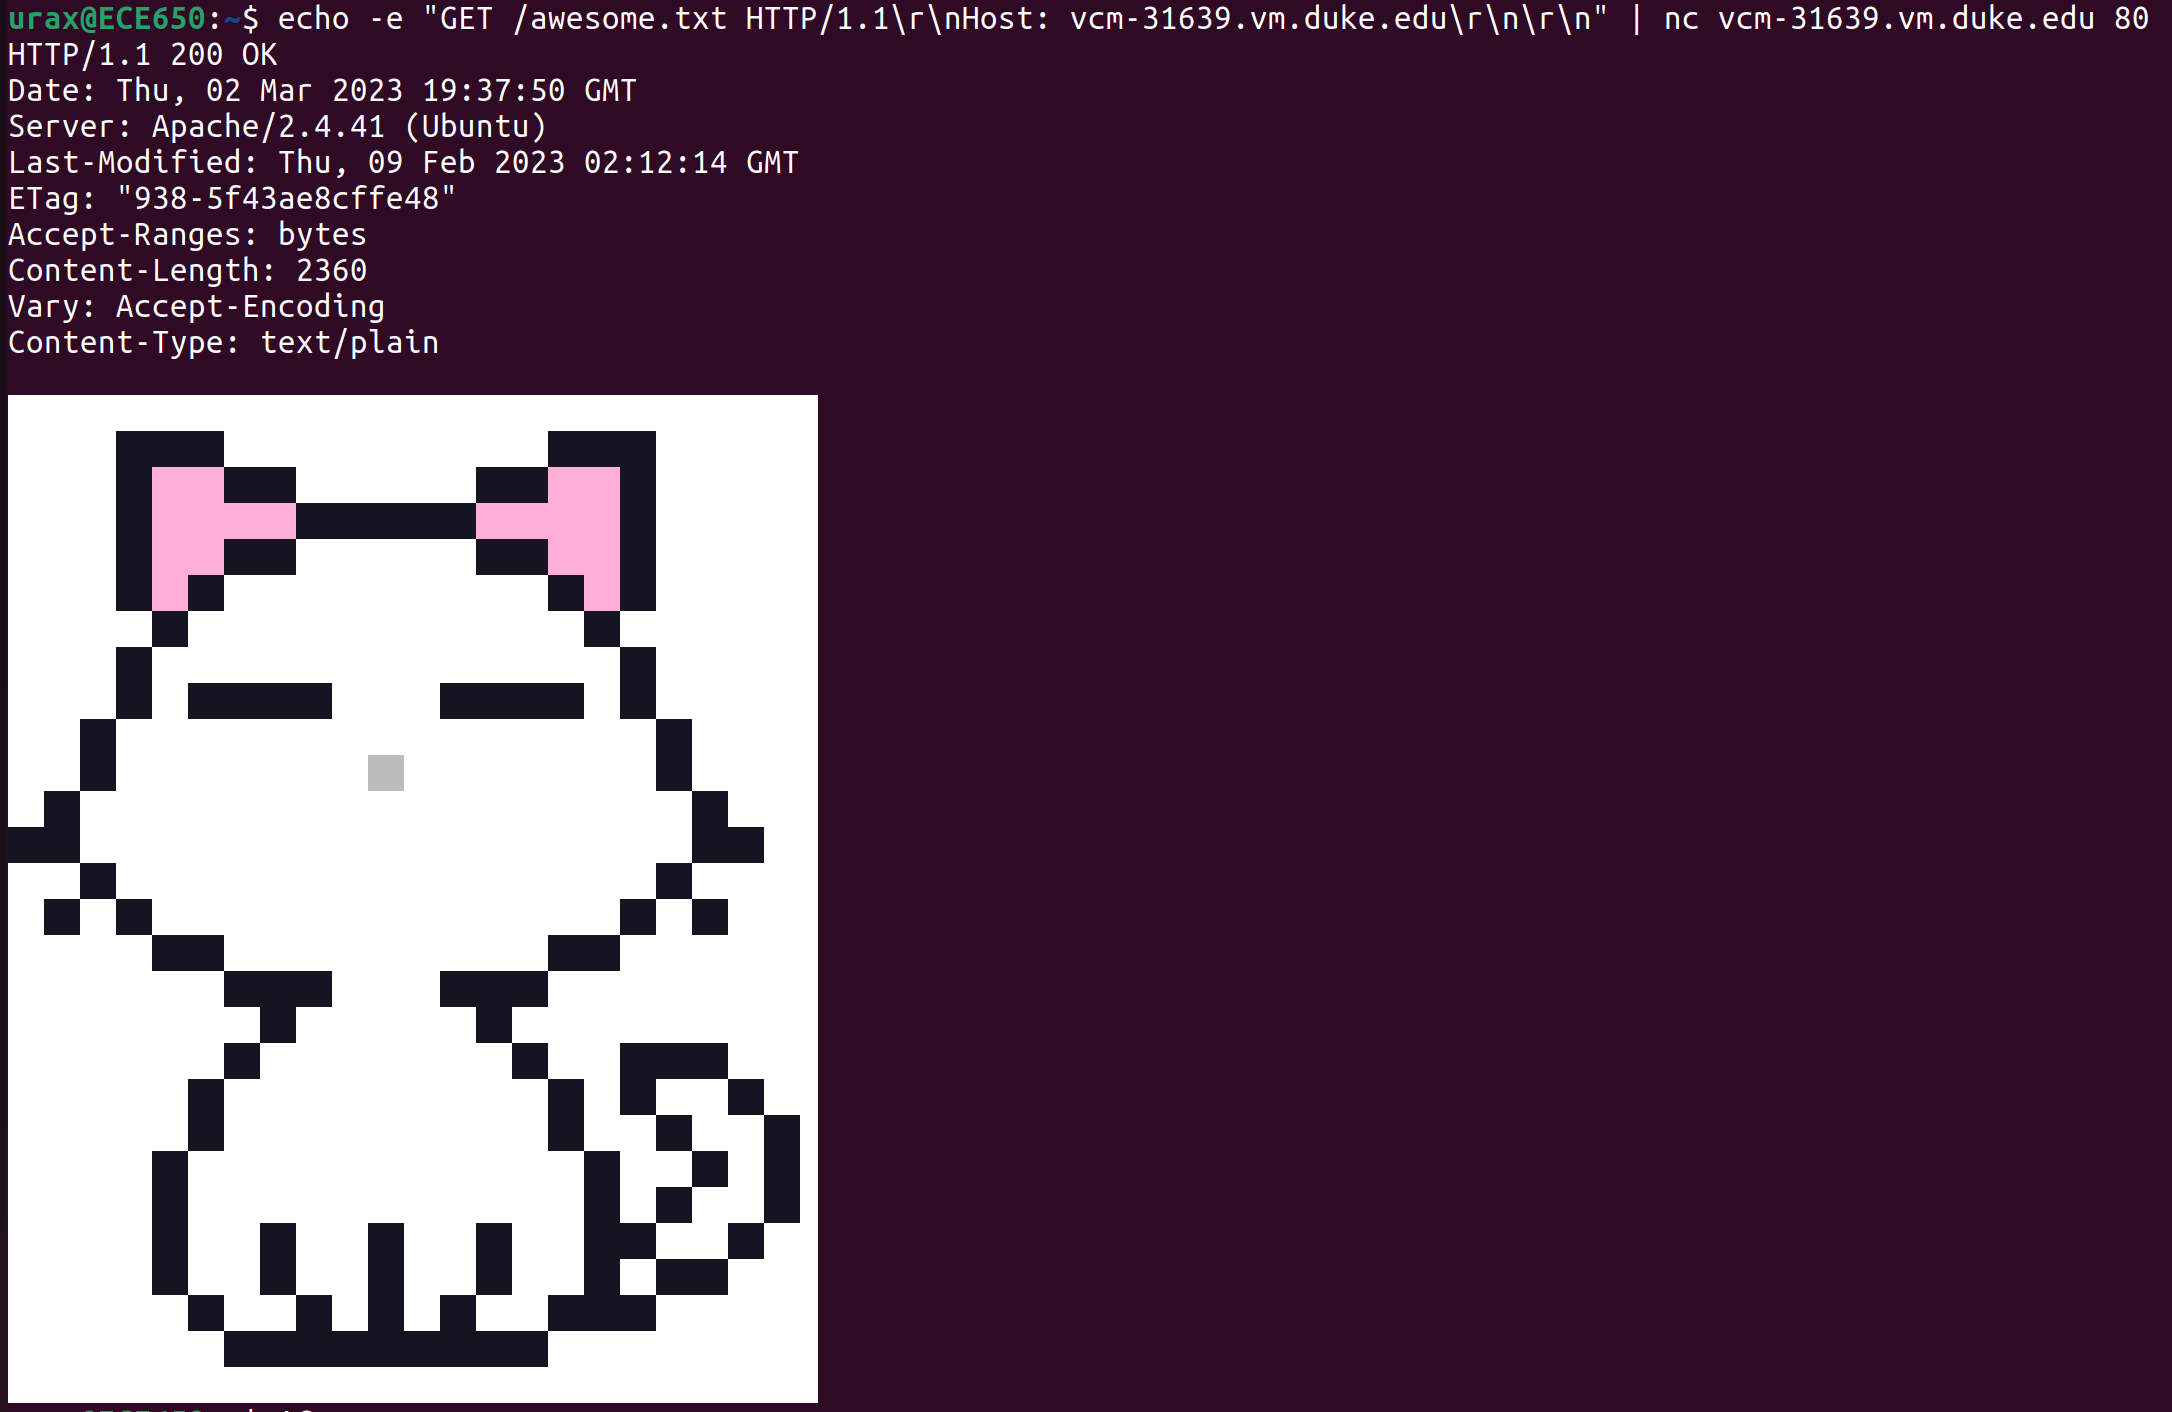 urax@ECE650:~$ echo -e "GET /awesome.txt HTTP/1.1\r\nHost: vcm-31639.vm.duke.edu\r\n\r\n" | nc vcm-31639.vm.duke.edu 80
HTTP/1.1 200 OK
Date: Thu, 02 Mar 2023 19:37:50 GMT
Server: Apache/2.4.41 (Ubuntu)
Last-Modified: Thu, 09 Feb 2023 02:12:14 GMT
ETag: "938-5f43ae8cffe48"
Accept-Ranges: bytes
Content-Length: 2360
Vary: Accept-Encoding
Content-Type: text/plain